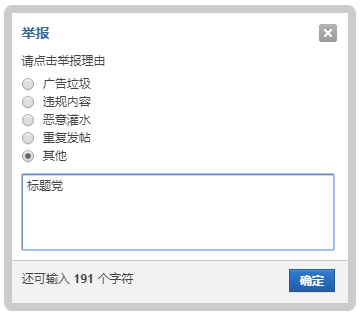 举报
请点击举报理由
广告垃圾
违规内容
恶意灌水
重复发帖
其他
标题党
还可输入 191 个字符
确定